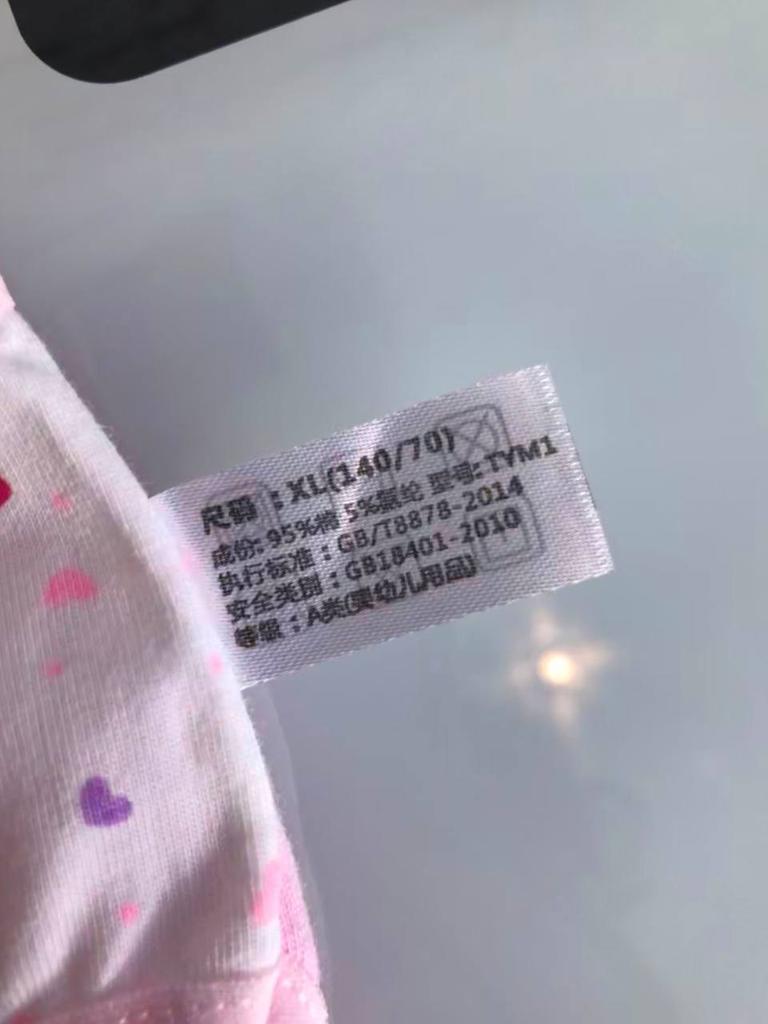 尺码：XL(140/70)
成份:95%棉 5%氨纶 型号:TYM1
执行标准：GB/T8878-2014
安全类别：GB18401-2010
等级：A类(婴幼儿用品)